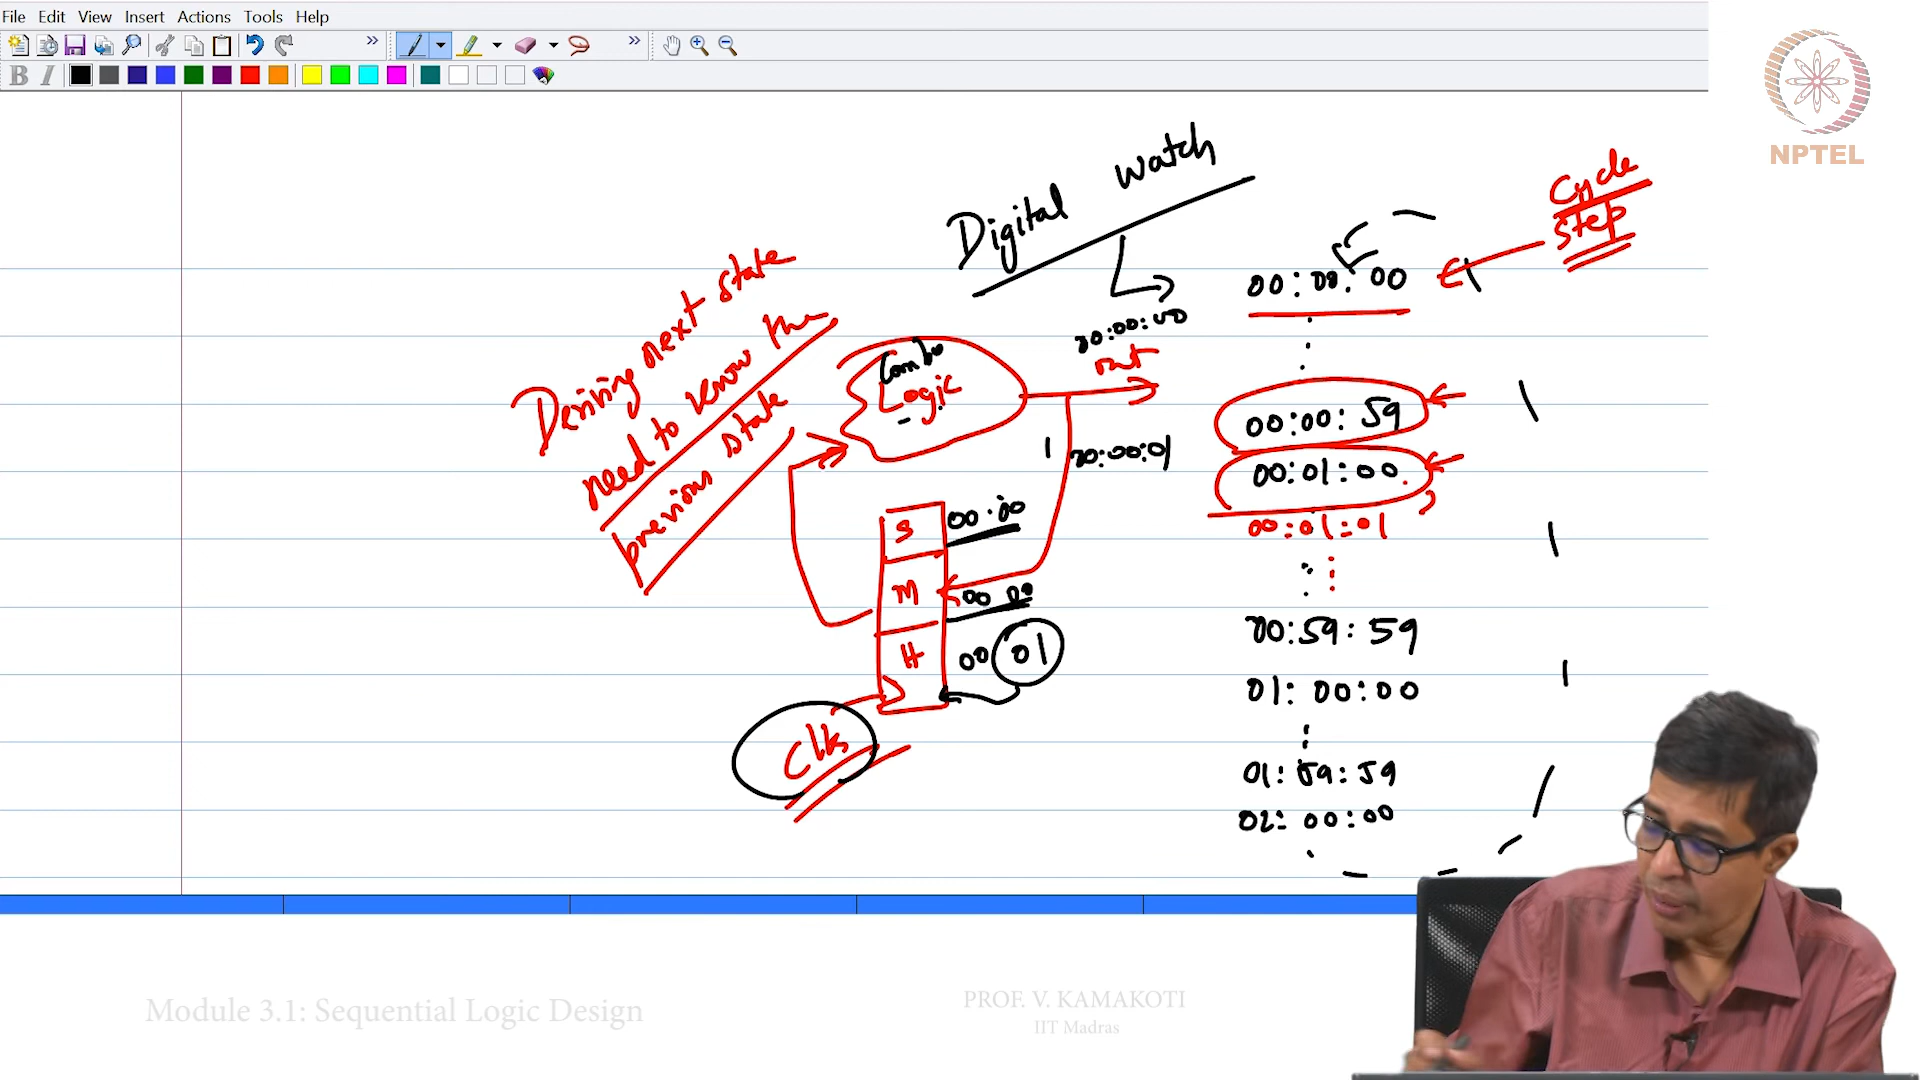 File Edit View Insert Actions Tools Help
B I
NPTEL
Digital Watch
Cycle
Step
00:00:00
Deriving next state
need to know the
previous state
Combo
Logic
out
00:00:00
1 00:00:01
S 00 00
M 00 00
H 00 01
Clk
00:00:59
00:01:00
00:01:01
00:59:59
01:00:00
01:59:59
02:00:00
Module 3.1: Sequential Logic Design
PROF. V. KAMAKOTI
IIT Madras